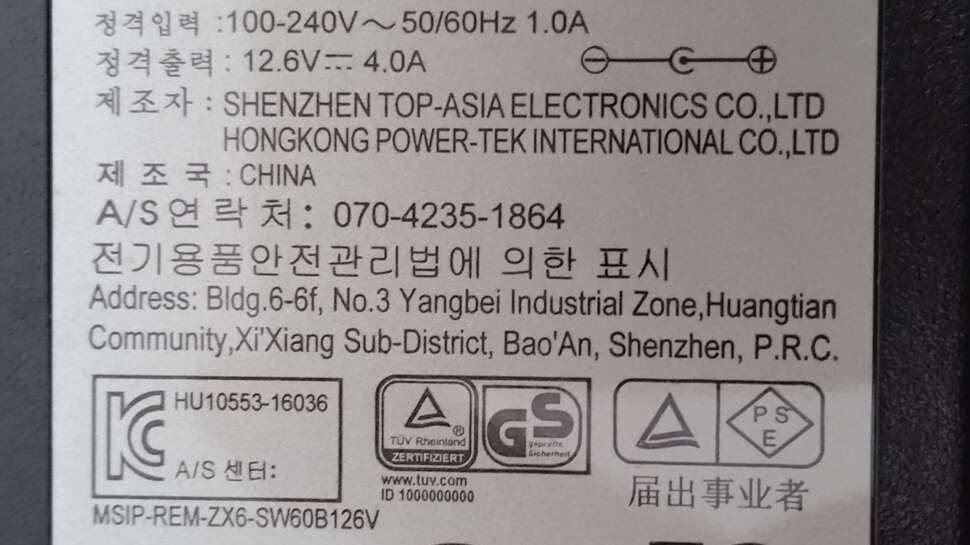 정격입력 :100-240V～50/60Hz 1.0A
정격출력 : 12.6V⎓ 4.0A
제조자 : SHENZHEN TOP-ASIA ELECTRONICS CO.,LTD
HONGKONG POWER-TEK INTERNATIONAL CO.,LTD
제 조 국 : CHINA
A/S연락처: 070-4235-1864
전기용품안전관리법에 의한 표시
Address: Bldg.6-6f, No.3 Yangbei Industrial Zone,Huangtian
Community,Xi'Xiang Sub-District, Bao'An, Shenzhen, P.R.C.
HU10553-16036
A/S 센터:
MSIP-REM-ZX6-SW60B126V
TÜV Rheinland
ZERTIFIZIERT
GS
geprüfte
Sicherheit
www.tuv.com
ID 1000000000
PS
E
届出事业者